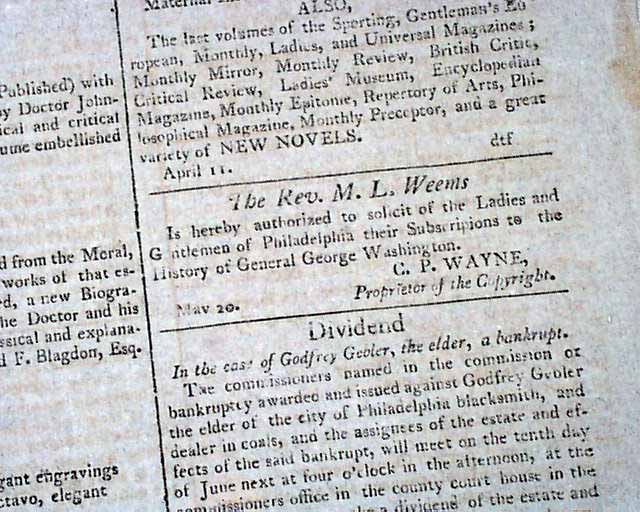 Published) with
by Doctor John-
ical and critical
ume embellished
d from the Moral,
works of that es-
ed, a new Biogra-
he Doctor and his
ssical and explana-
d F. Blagdon, Esq.
gant engravings
ctavo, elegant
Maternal
ALSO,
The last volumes of the Sporting, Gentleman's Eu
ropean, Monthly, Ladies, and Universal Magazines;
Monthly Mirror, Monthly Review, British Critic,
Critical Review, Ladies' Museum, Encyclopedian
Magazine, Monthly Epitome, Repertory of Arts, Phi-
losophical Magazine, Monthly Preceptor, and a great
variety of NEW NOVELS.
April 11. dtf
The Rev. M. L. Weems
Is hereby authorized to solicit of the Ladies and
Gentlemen of Philadelphia their Subscripions to the
History of General George Washington.
C. P. WAYNE,
May 20. Proprietor of the Copyright.
Dividend
In the case of Godfrey Gebler, the elder, a bankrupt.
The commissioners named in the commission of
bankruptcy awarded and issued against Godfrey Gebler
the elder of the city of Philadelphia blacksmith, and
dealer in coals, and the assignees of the estate and ef-
fects of the said bankrupt, will meet on the tenth day
of June next at four o'clock in the afternoon, at the
commissioners office in the county court house in the
a dividend of the estate and